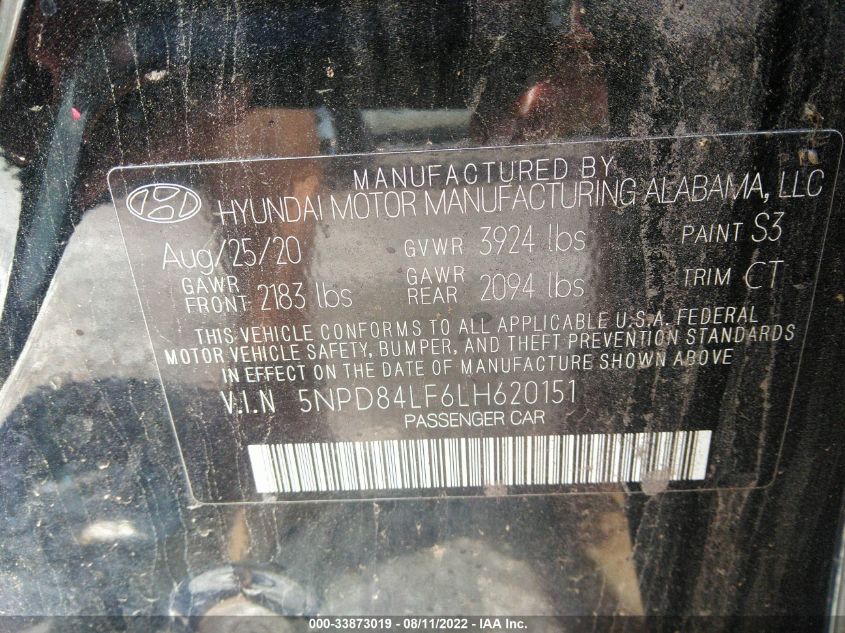 MANUFACTURED BY
HYUNDAI MOTOR MANUFACTURING ALABAMA, LLC
Aug/25/20 GVWR 3924 lbs PAINT S3
GAWR FRONT 2183 lbs GAWR REAR 2094 lbs TRIM CT
THIS VEHICLE CONFORMS TO ALL APPLICABLE U.S.A. FEDERAL
MOTOR VEHICLE SAFETY, BUMPER, AND THEFT PREVENTION STANDARDS
IN EFFECT ON THE DATE OF MANUFACTURE SHOWN ABOVE
V.I.N 5NPD84LF6LH620151
PASSENGER CAR
000-33873019 - 08/11/2022 - IAA Inc.